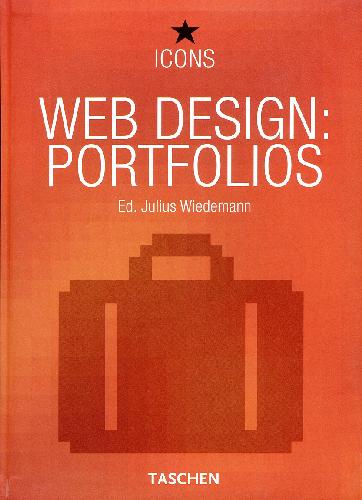 ICONS
WEB DESIGN:
PORTFOLIOS
Ed. Julius Wiedemann
TASCHEN